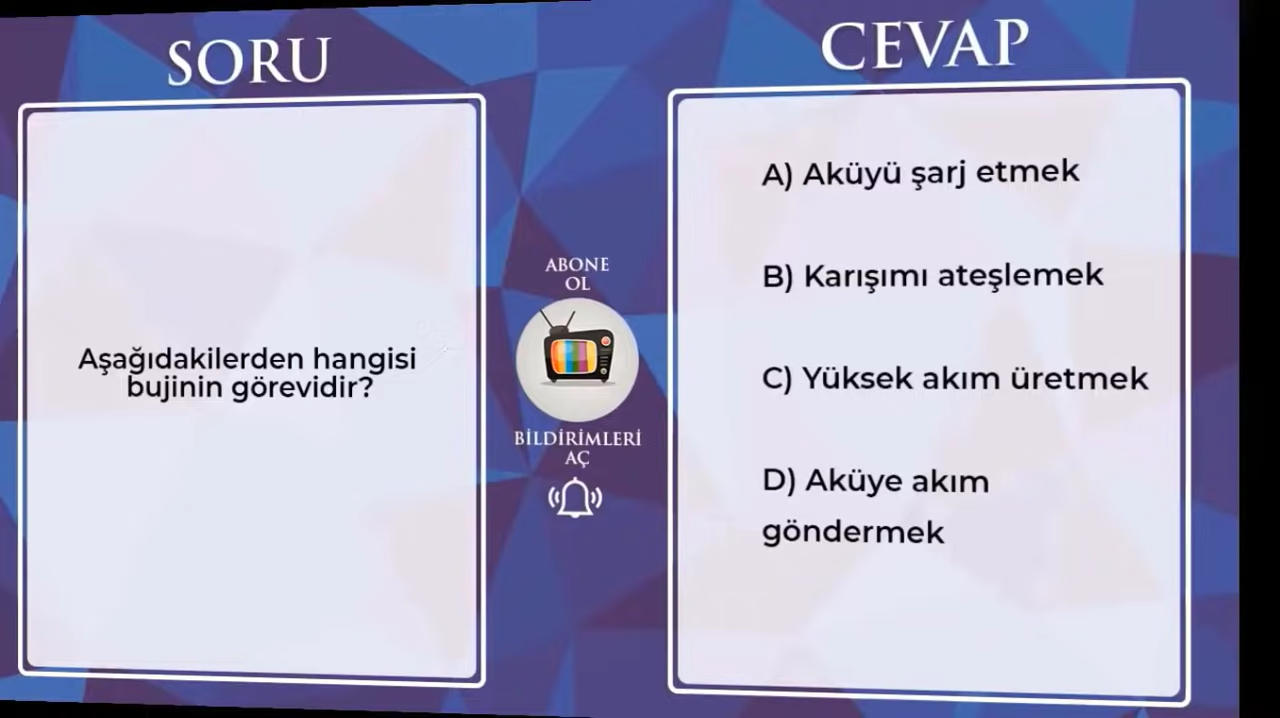 SORU
Aşağıdakilerden hangisi
bujinin görevidir?
ABONE
OL
BİLDİRİMLERİ
AÇ
CEVAP
A) Aküyü şarj etmek
B) Karışımı ateşlemek
C) Yüksek akım üretmek
D) Aküye akım
göndermek